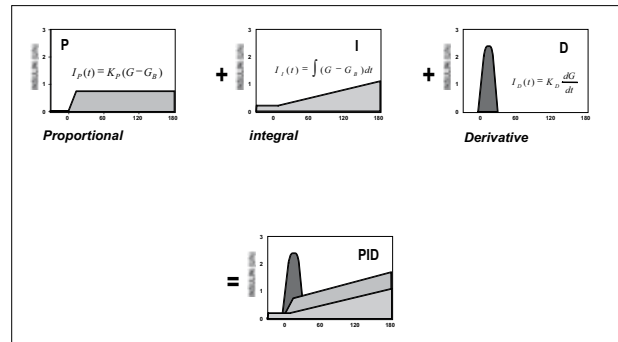 P
I_P(t) = K_P(G − G_B)
3
2
1
0
0 60 120 180
Proportional
+
I
I_I(t) = ∫ (G − G_B)dt
3
2
1
0
0 60 120 180
integral
+
D
I_D(t) = K_D dG/dt
3
2
1
0
0 60 120 180
Derivative
=
PID
3
2
1
0
0 60 120 180